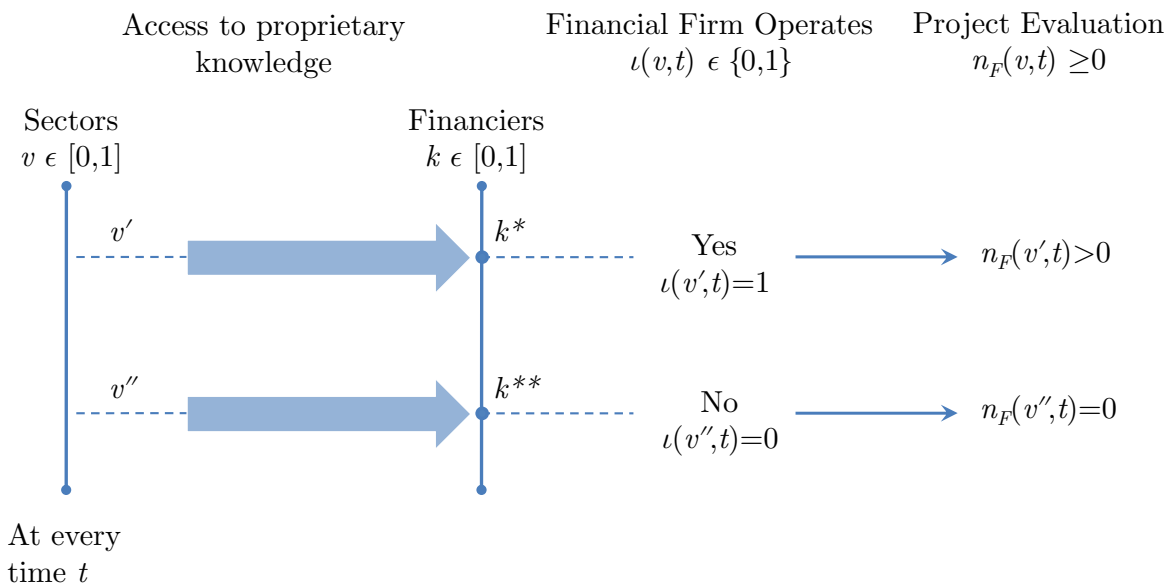 Access to proprietary
knowledge
Financial Firm Operates
ι(v,t) ϵ {0,1}
Project Evaluation
n_F(v,t) ≥0
Sectors
v ϵ [0,1]
Financiers
k ϵ [0,1]
v′
k*
Yes
ι(v′,t)=1
n_F(v′,t)>0
v″
k**
No
ι(v″,t)=0
n_F(v″,t)=0
At every
time t